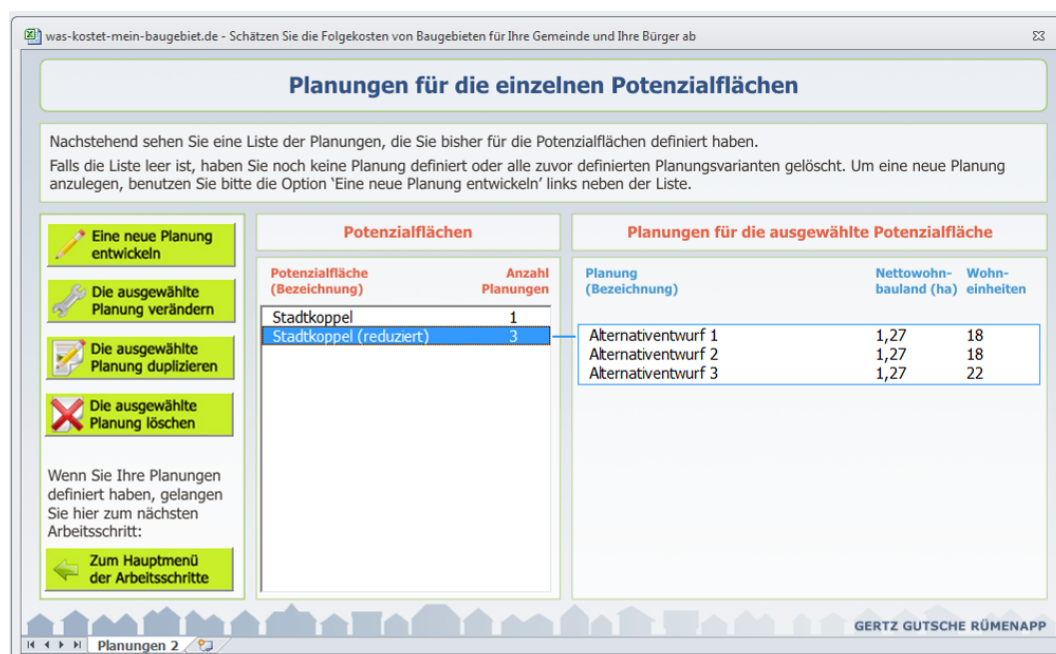 was-kostet-mein-baugebiet.de - Schätzen Sie die Folgekosten von Baugebieten für Ihre Gemeinde und Ihre Bürger ab
Planungen für die einzelnen Potenzialflächen
Nachstehend sehen Sie eine Liste der Planungen, die Sie bisher für die Potenzialflächen definiert haben.
Falls die Liste leer ist, haben Sie noch keine Planung definiert oder alle zuvor definierten Planungsvarianten gelöscht. Um eine neue Planung
anzulegen, benutzen Sie bitte die Option 'Eine neue Planung entwickeln' links neben der Liste.
Eine neue Planung
entwickeln
Die ausgewählte
Planung verändern
Die ausgewählte
Planung duplizieren
Die ausgewählte
Planung löschen
Wenn Sie Ihre Planungen
definiert haben, gelangen
Sie hier zum nächsten
Arbeitsschritt:
Zum Hauptmenü
der Arbeitsschritte
Potenzialflächen
Potenzialfläche Anzahl
(Bezeichnung) Planungen
Stadtkoppel 1
Stadtkoppel (reduziert) 3
Planungen für die ausgewählte Potenzialfläche
Planung Nettowohn- Wohn-
(Bezeichnung) bauland (ha) einheiten
Alternativentwurf 1 1,27 18
Alternativentwurf 2 1,27 18
Alternativentwurf 3 1,27 22
GERTZ GUTSCHE RÜMENAPP
Planungen 2